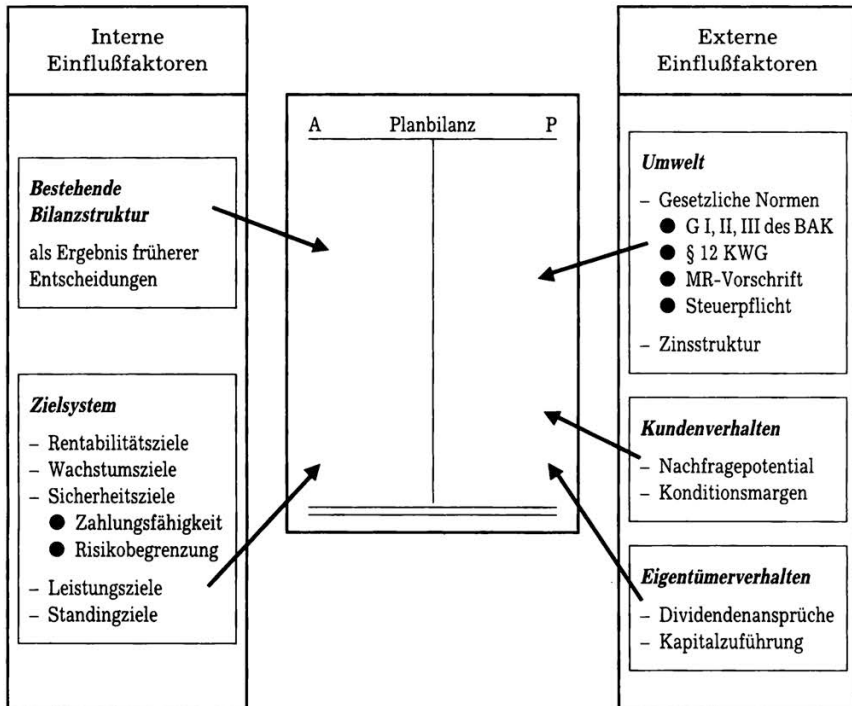 Interne
Einflußfaktoren
Bestehende
Bilanzstruktur
als Ergebnis früherer
Entscheidungen
Zielsystem
– Rentabilitätsziele
– Wachstumsziele
– Sicherheitsziele
● Zahlungsfähigkeit
● Risikobegrenzung
– Leistungsziele
– Standingziele
A Planbilanz P
Externe
Einflußfaktoren
Umwelt
– Gesetzliche Normen
● G I, II, III des BAK
● § 12 KWG
● MR-Vorschrift
● Steuerpflicht
– Zinsstruktur
Kundenverhalten
– Nachfragepotential
– Konditionsmargen
Eigentümerverhalten
– Dividendenansprüche
– Kapitalzuführung